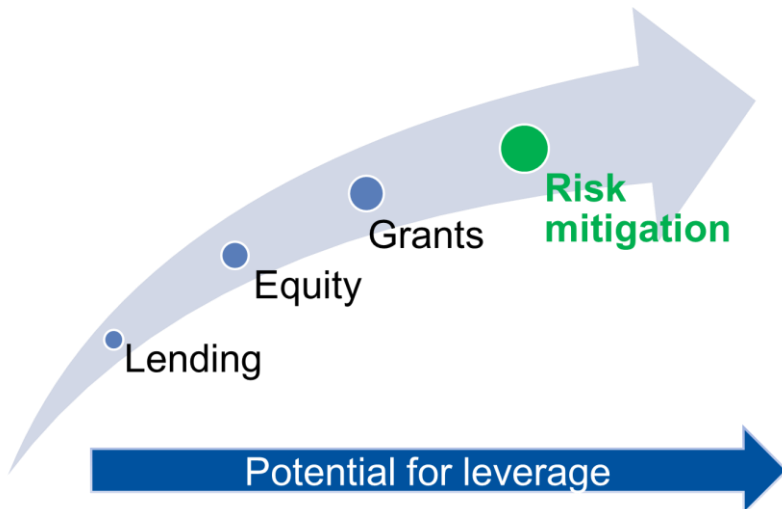 Risk
mitigation
Grants
Equity
Lending
Potential for leverage